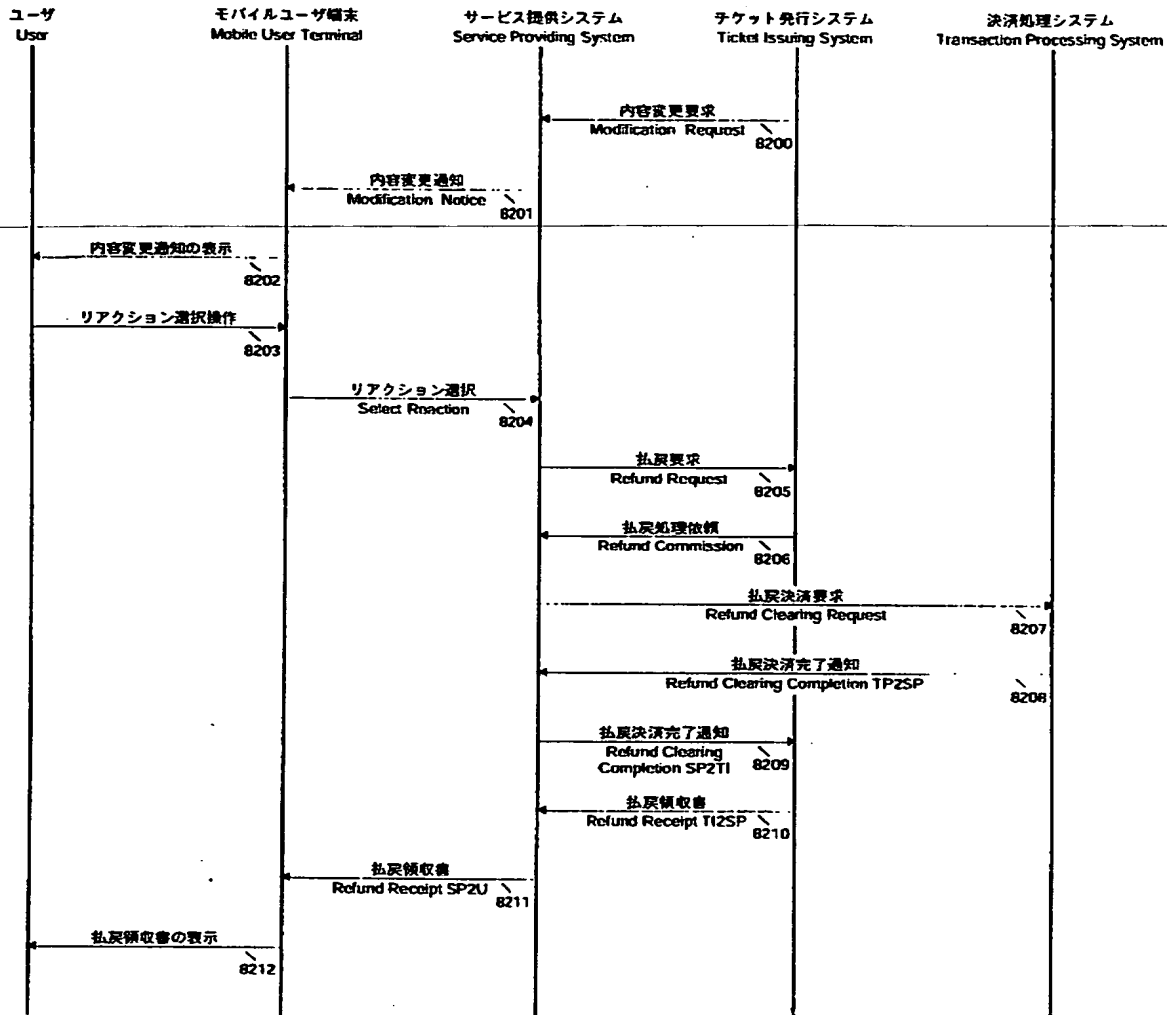 ユーザ
User
モバイルユーザ端末
Mobile User Terminal
サービス提供システム
Service Providing System
チケット発行システム
Ticket Issuing System
決済処理システム
Transaction Processing System
内容変更要求
Modification Request
8200
内容変更通知
Modification Notice
8201
内容変更通知の表示
8202
リアクション選択操作
8203
リアクション選択
Select Reaction
8204
払戻要求
Refund Request
8205
払戻処理依頼
Refund Commission
8206
払戻決済要求
Refund Clearing Request
8207
払戻決済完了通知
Refund Clearing Completion TP2SP
8208
払戻決済完了通知
Refund Clearing
Completion SP2TI
8209
払戻領収書
Refund Receipt TI2SP
8210
払戻領収書
Refund Receipt SP2U
8211
払戻領収書の表示
8212